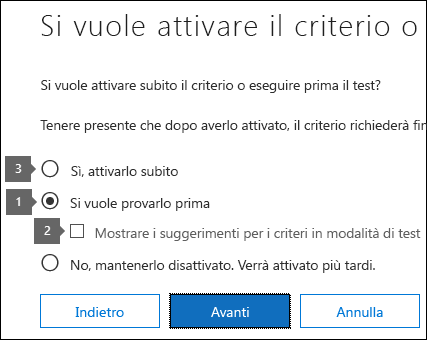 Si vuole attivare il criterio o
Si vuole attivare subito il criterio o eseguire prima il test?
Tenere presente che dopo averlo attivato, il criterio richiederà fin
3 Sì, attivarlo subito
1 Si vuole provarlo prima
2 Mostrare i suggerimenti per i criteri in modalità di test
No, mantenerlo disattivato. Verrà attivato più tardi.
Indietro Avanti Annulla